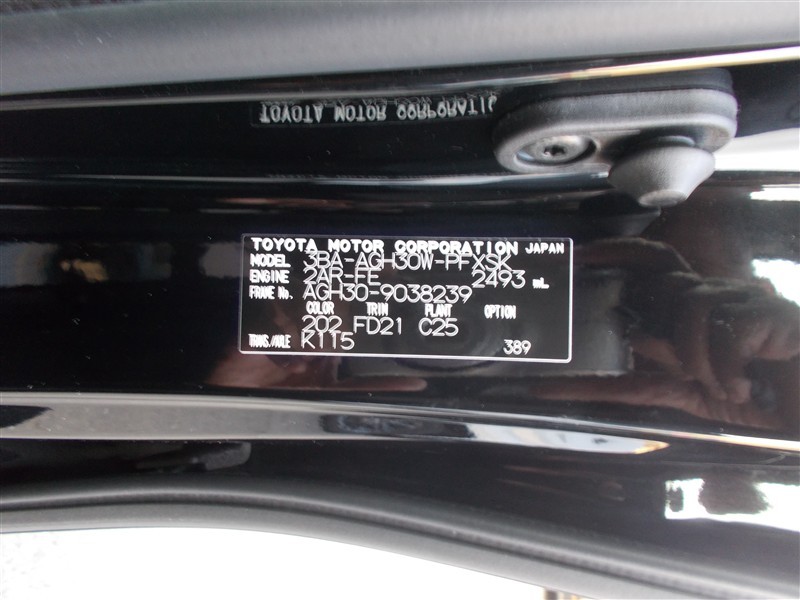 TOYOTA MOTOR CORPORATION JAPAN
MODEL 3BA-AGH30W-PFXSK
ENGINE 2AR-FE 2493 mL
FRAME No. AGH30-9038239
COLOR TRIM PLANT OPTION
202 FD21 C25
TRANS./AXLE K115 389